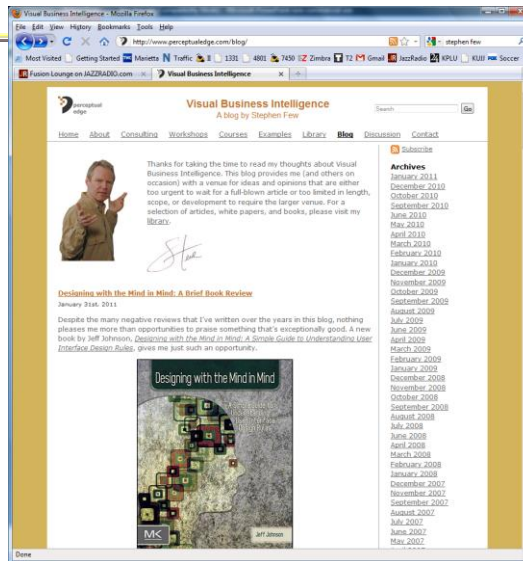 Visual Business Intelligence - Mozilla Firefox
File Edit View History Bookmarks Tools Help
http://www.perceptualedge.com/blog/
stephen few
Most Visited Getting Started Marietta Traffic I 1331 4801 7450 Zimbra T2 Gmail JazzRadio KPLU KUJJ Soccer
Fusion Lounge on JAZZRADIO.com
Visual Business Intelligence
perceptual
edge
Visual Business Intelligence
A blog by Stephen Few
Search
Go
Home About Consulting Workshops Courses Examples Library Blog Discussion Contact
Thanks for taking the time to read my thoughts about Visual
Business Intelligence. This blog provides me (and others on
occasion) with a venue for ideas and opinions that are either
too urgent to wait for a full-blown article or too limited in length,
scope, or development to require the larger venue. For a
selection of articles, white papers, and books, please visit my
library.
Designing with the Mind in Mind: A Brief Book Review
January 31st, 2011
Despite the many negative reviews that I've written over the years in this blog, nothing
pleases me more than opportunities to praise something that's exceptionally good. A new
book by Jeff Johnson, Designing with the Mind in Mind: A Simple Guide to Understanding User
Interface Design Rules, gives me just such an opportunity.
Designing with the Mind in Mind
MK
Jeff Johnson
Subscribe
Archives
January 2011
December 2010
October 2010
September 2010
June 2010
May 2010
April 2010
March 2010
February 2010
January 2010
December 2009
November 2009
October 2009
September 2009
August 2009
July 2009
June 2009
April 2009
March 2009
February 2009
January 2009
December 2008
November 2008
October 2008
September 2008
August 2008
July 2008
June 2008
April 2008
March 2008
February 2008
January 2008
December 2007
November 2007
October 2007
September 2007
August 2007
July 2007
June 2007
May 2007
Done